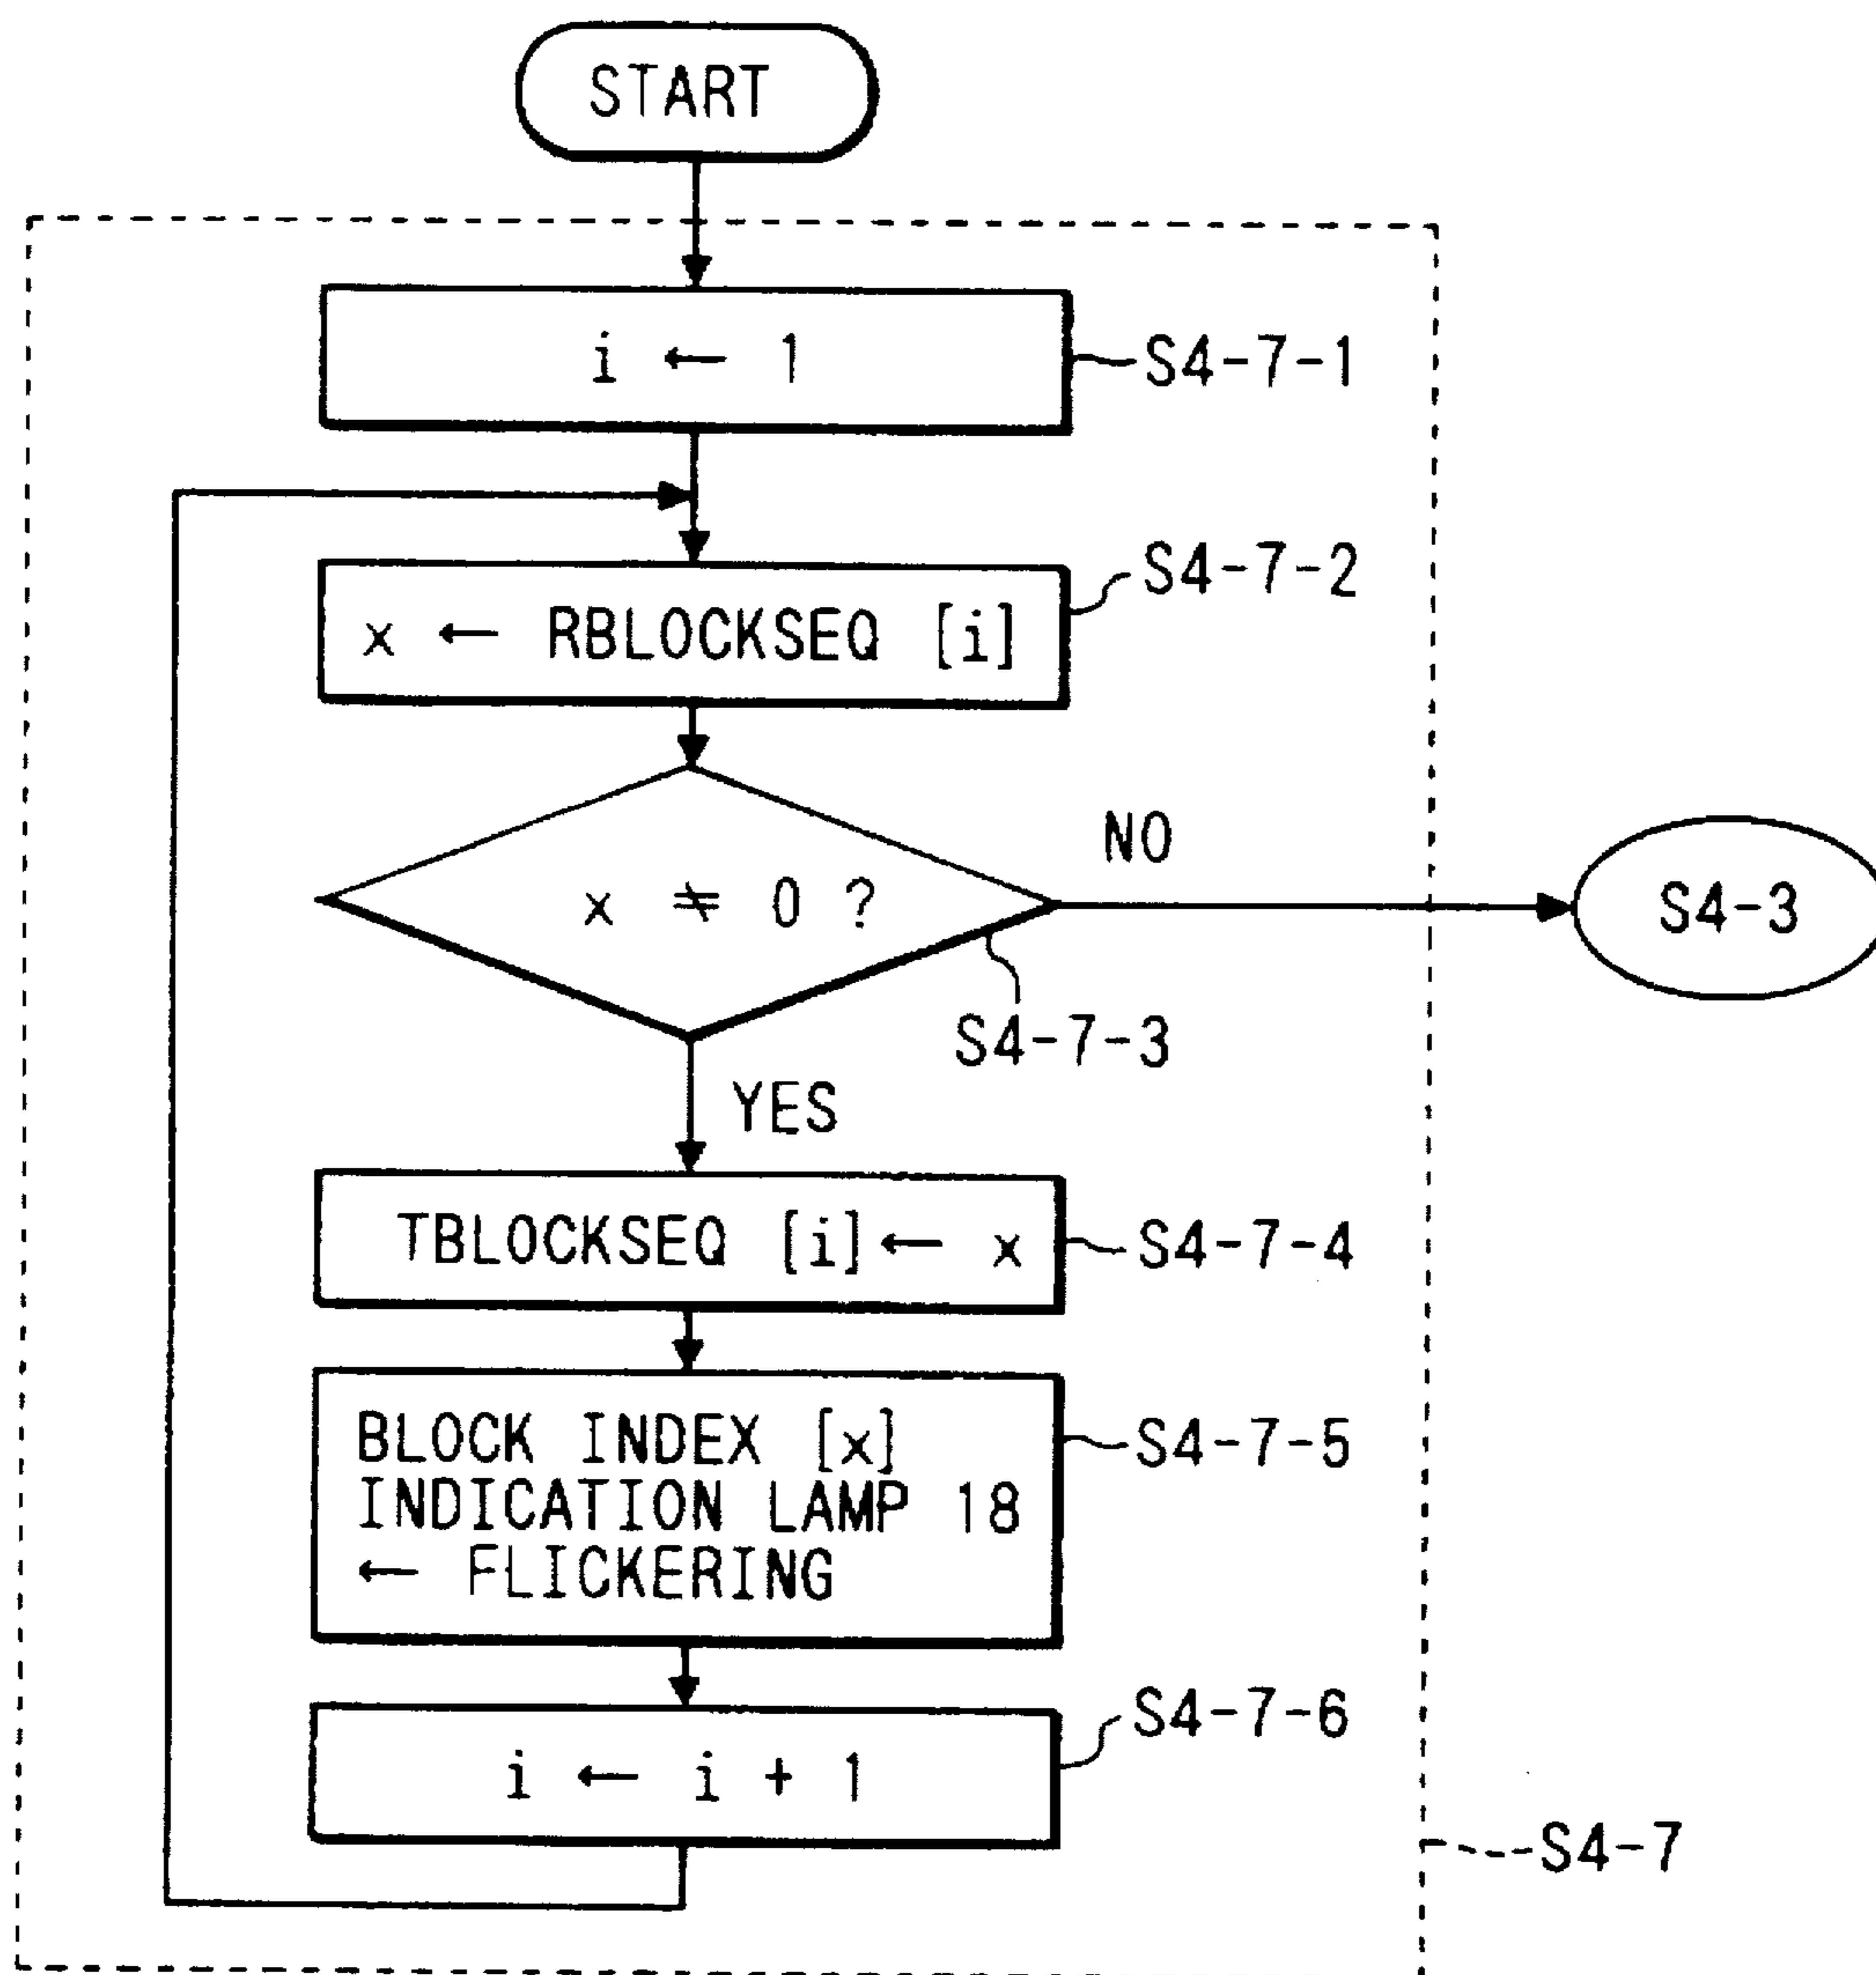 START
i ← 1
S4-7-1
S4-7-2
x ← RBLOCKSEQ [i]
NO
x ≠ 0 ?
S4-3
S4-7-3
YES
TBLOCKSEQ [i] ← x
S4-7-4
BLOCK INDEX [x]
INDICATION LAMP 18
← FLICKERING
S4-7-5
S4-7-6
i ← i + 1
S4-7